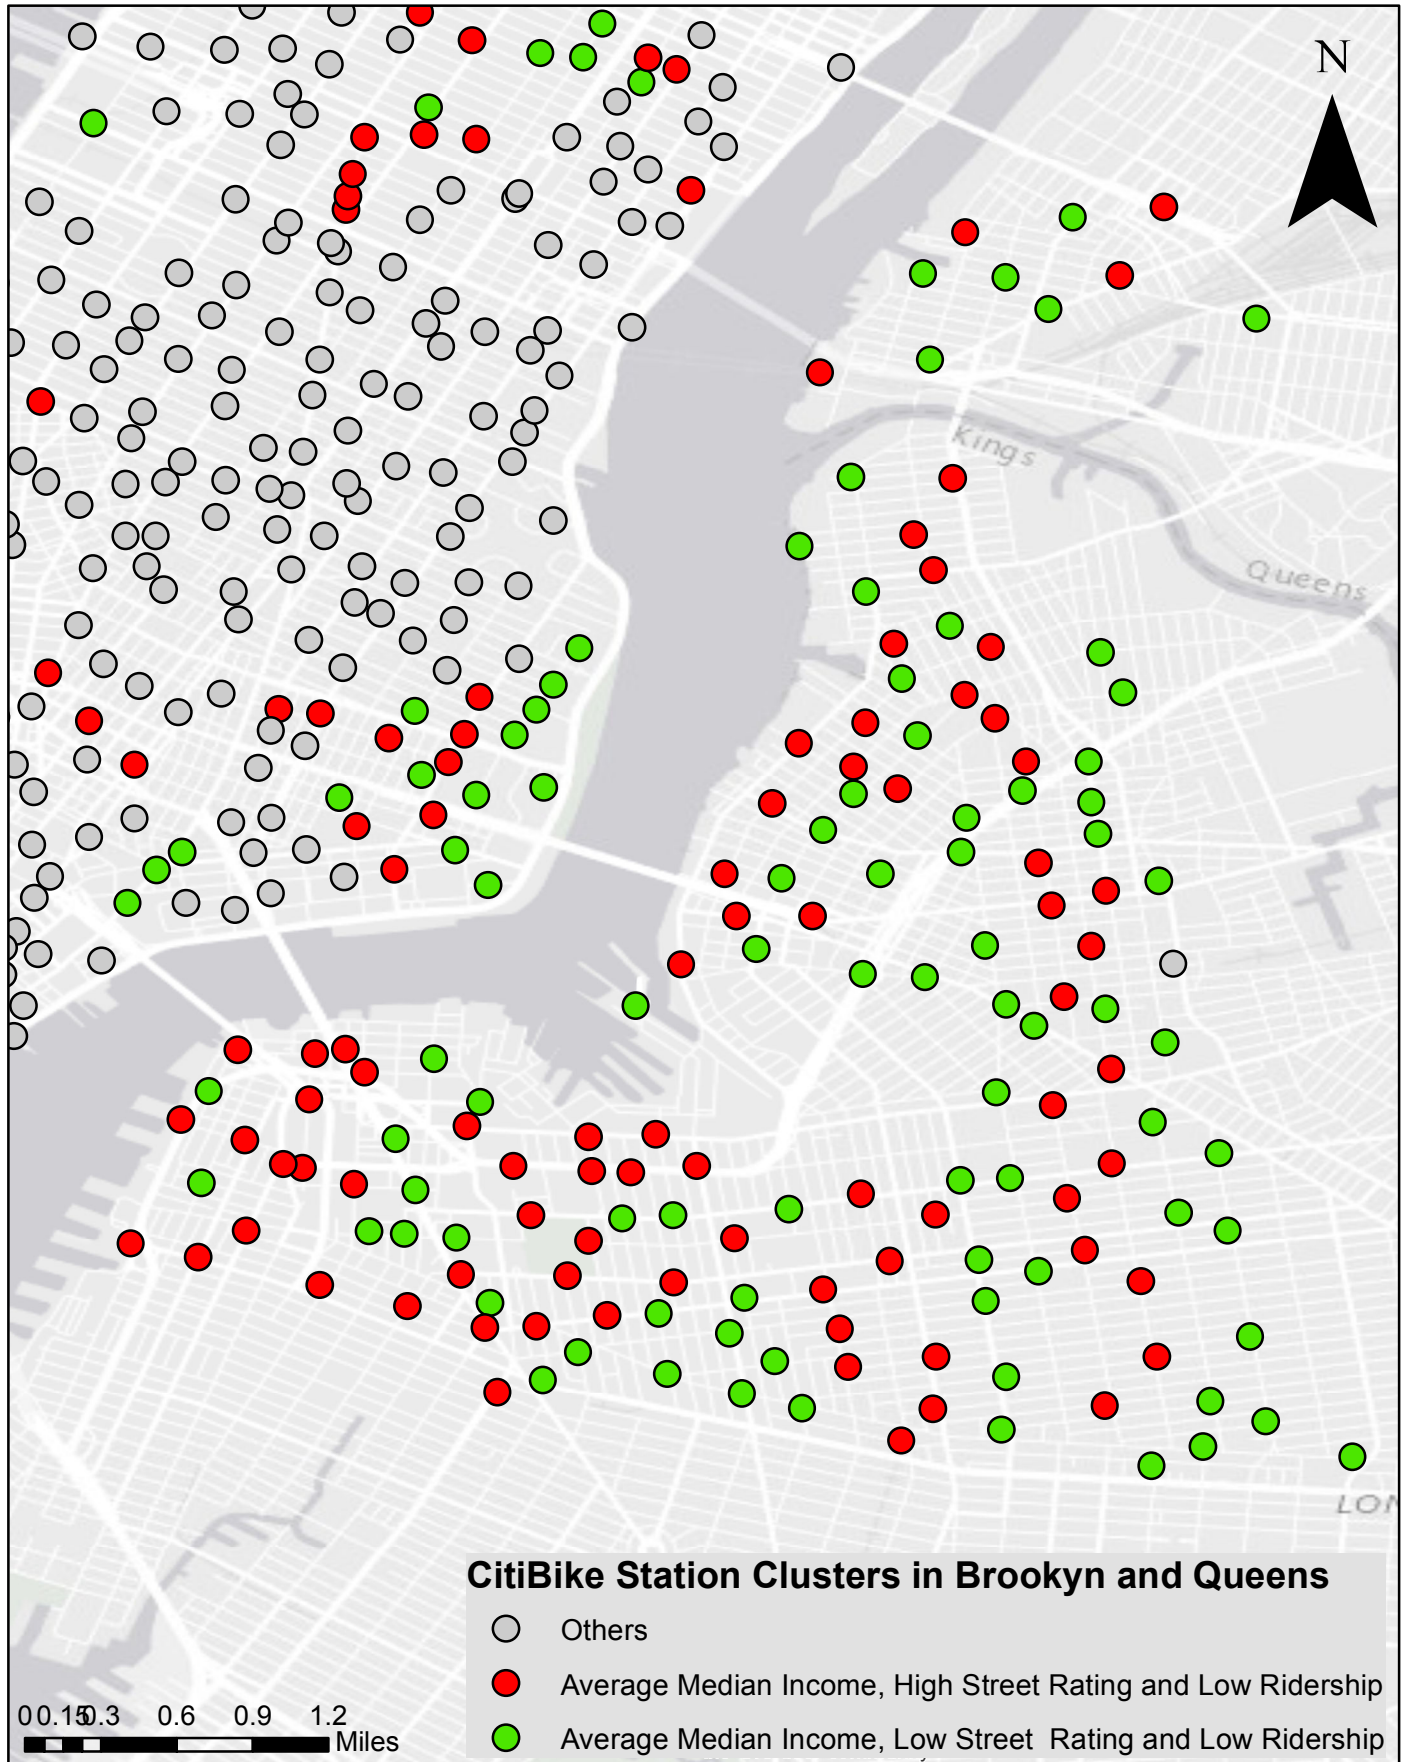 N
Kings
Queens
CitiBike Station Clusters in Brookyn and Queens
Others
Average Median Income, High Street Rating and Low Ridership
Average Median Income, Low Street Rating and Low Ridership
0 0.15 0.3 0.6 0.9 1.2
Miles
LON